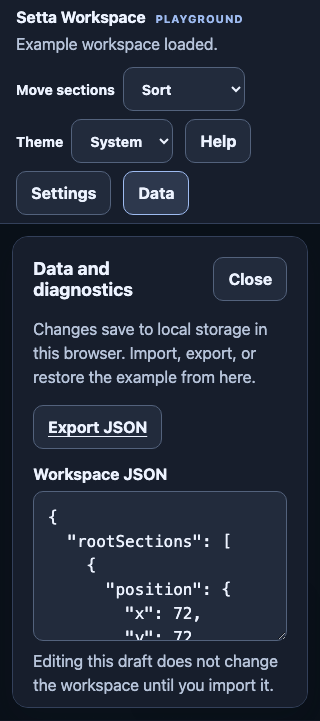 Setta Workspace PLAYGROUND
Example workspace loaded.
Move sections Sort
Theme System Help
Settings Data
Data and
diagnostics
Close
Changes save to local storage in
this browser. Import, export, or
restore the example from here.
Export JSON
Workspace JSON
{
  "rootSections": [
    {
      "position": {
        "x": 72,
        "y": 72
Editing this draft does not change
the workspace until you import it.